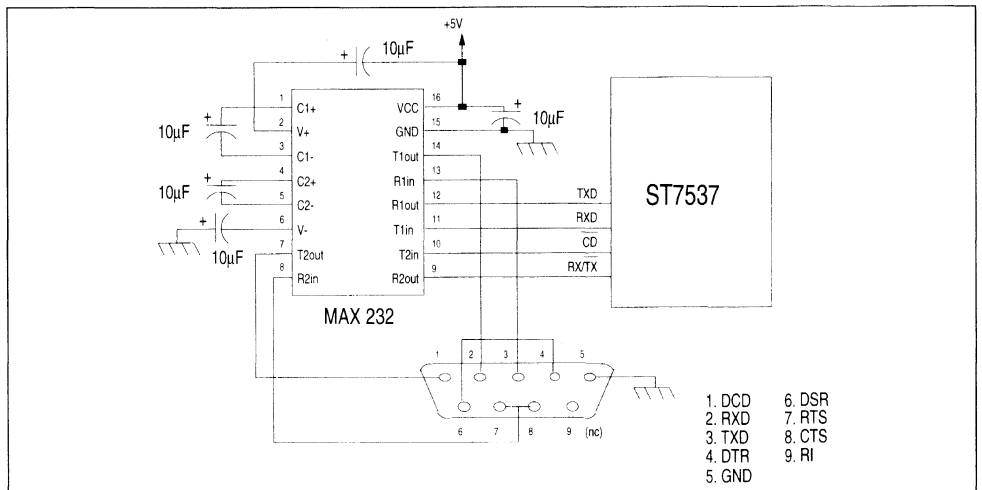 +5V
+ 10µF
1 C1+ VCC 16
2 V+ GND 15
3 C1- T1out 14
4 C2+ R1in 13
5 C2- R1out 12
6 V- T1in 11
7 T2out T2in 10
8 R2in R2out 9
+ 10µF
+ 10µF
+ 10µF
+ 10µF
TXD
RXD
CD
RX/TX
ST7537
MAX 232
1 2 3 4 5
6 7 8 9 (nc)
1. DCD 6. DSR
2. RXD 7. RTS
3. TXD 8. CTS
4. DTR 9. RI
5. GND